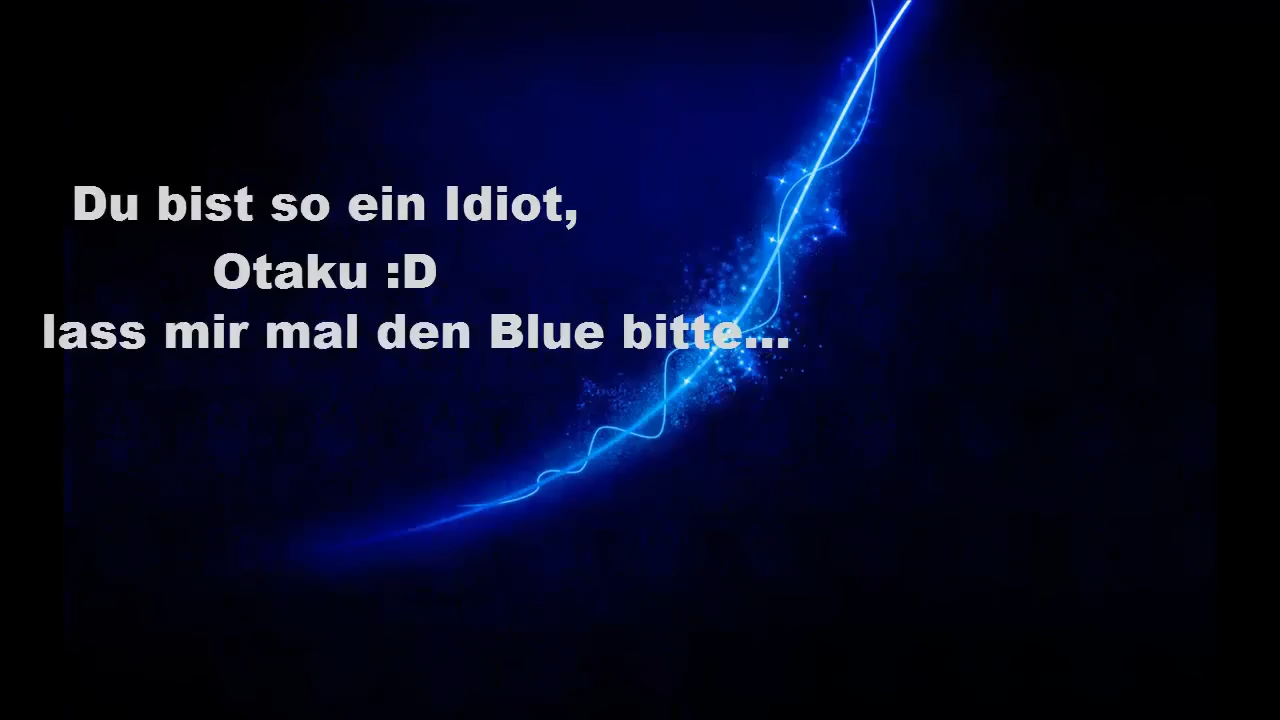 Du bist so ein Idiot,
Otaku :D
lass mir mal den Blue bitte...